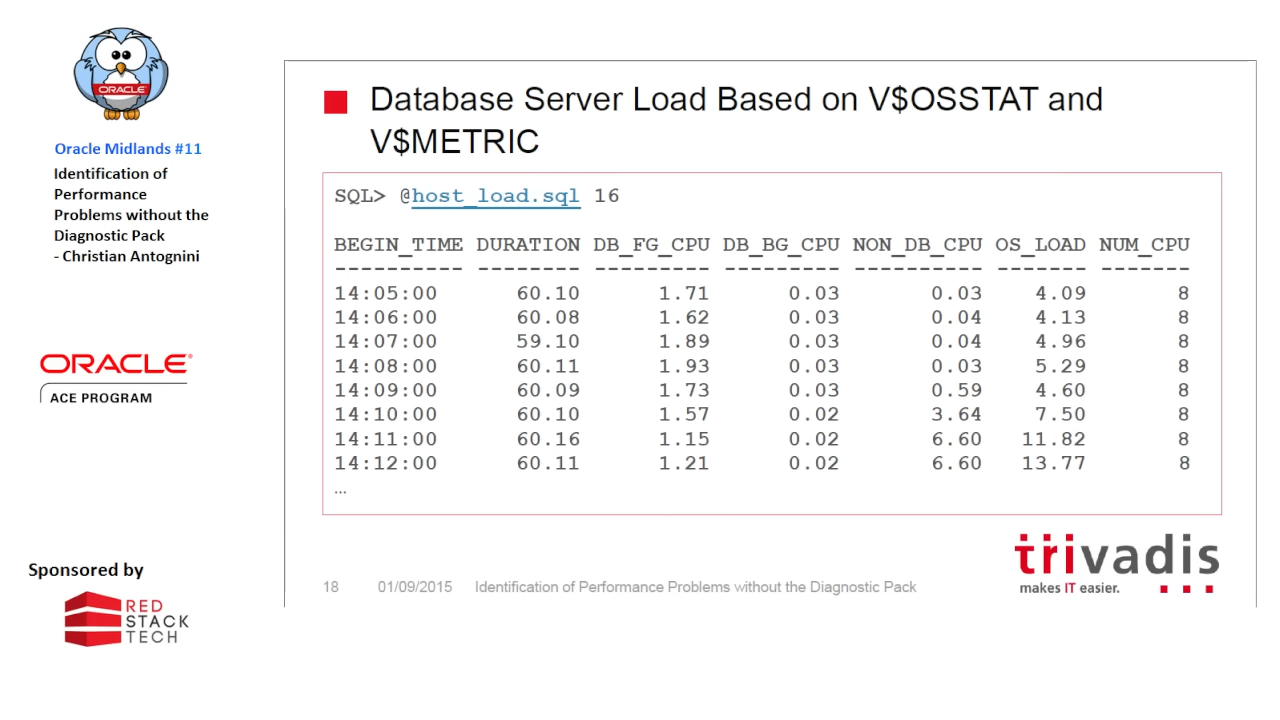 ORACLE
Oracle Midlands #11
Identification of
Performance
Problems without the
Diagnostic Pack
- Christian Antognini
ORACLE®
ACE PROGRAM
Sponsored by
RED
STACK
TECH
Database Server Load Based on V$OSSTAT and
V$METRIC
SQL> @host_load.sql 16
BEGIN_TIME DURATION DB_FG_CPU DB_BG_CPU NON_DB_CPU OS_LOAD NUM_CPU
---------- -------- --------- --------- ---------- ------- -------
14:05:00 60.10 1.71 0.03 0.03 4.09 8
14:06:00 60.08 1.62 0.03 0.04 4.13 8
14:07:00 59.10 1.89 0.03 0.04 4.96 8
14:08:00 60.11 1.93 0.03 0.03 5.29 8
14:09:00 60.09 1.73 0.03 0.59 4.60 8
14:10:00 60.10 1.57 0.02 3.64 7.50 8
14:11:00 60.16 1.15 0.02 6.60 11.82 8
14:12:00 60.11 1.21 0.02 6.60 13.77 8
...
trivadis
makes IT easier.
18 01/09/2015 Identification of Performance Problems without the Diagnostic Pack